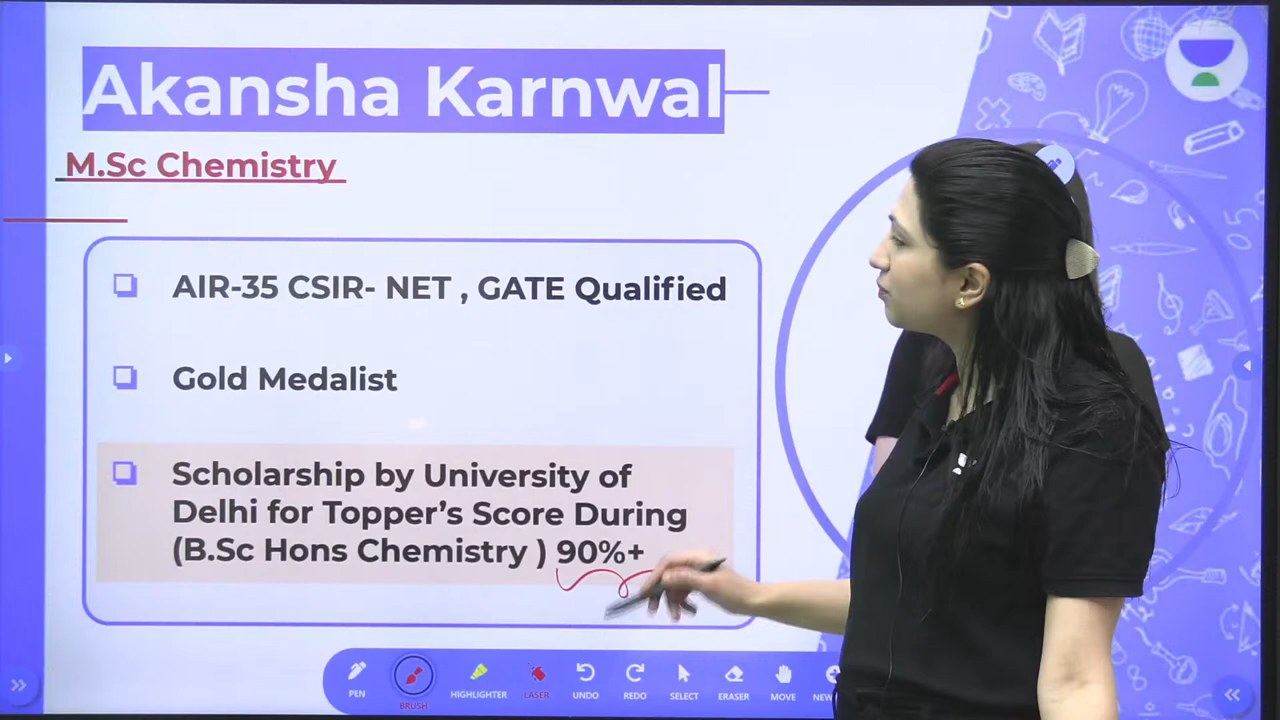 Akansha Karnwal
M.Sc Chemistry
AIR-35 CSIR- NET , GATE Qualified
Gold Medalist
Scholarship by University of
Delhi for Topper’s Score During
(B.Sc Hons Chemistry ) 90%+
PEN
BRUSH
HIGHLIGHTER
LASER
UNDO
REDO
SELECT
ERASER
MOVE
NEW